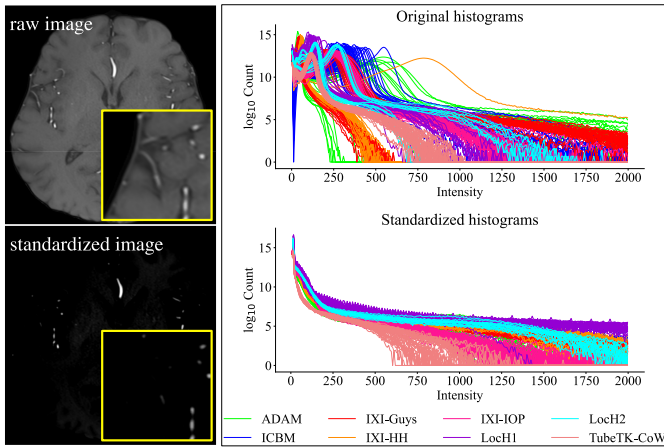 raw image
standardized image
Original histograms
log₁₀ Count
15
10
5
0
0 250 500 750 1000 1250 1500 1750 2000
Intensity
Standardized histograms
log₁₀ Count
15
10
5
0
0 250 500 750 1000 1250 1500 1750 2000
Intensity
ADAM IXI-Guys IXI-IOP LocH2
ICBM IXI-HH LocH1 TubeTK-CoW